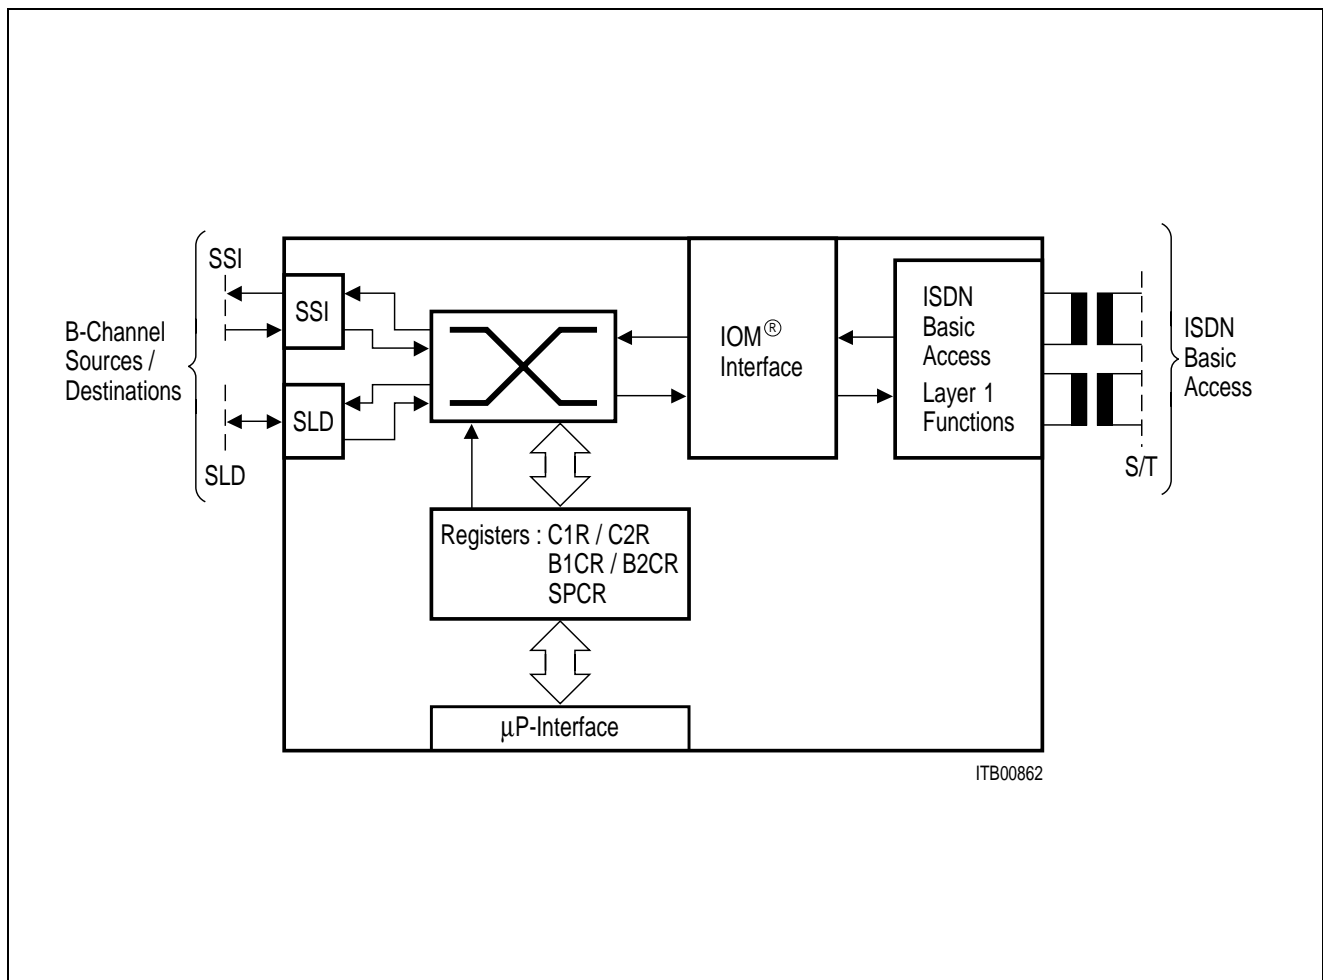 B-Channel
Sources /
Destinations
SSI
SLD
SSI
SLD
IOM®
Interface
ISDN
Basic
Access
Layer 1
Functions
S/T
ISDN
Basic
Access
Registers : C1R / C2R
B1CR / B2CR
SPCR
µP-Interface
ITB00862